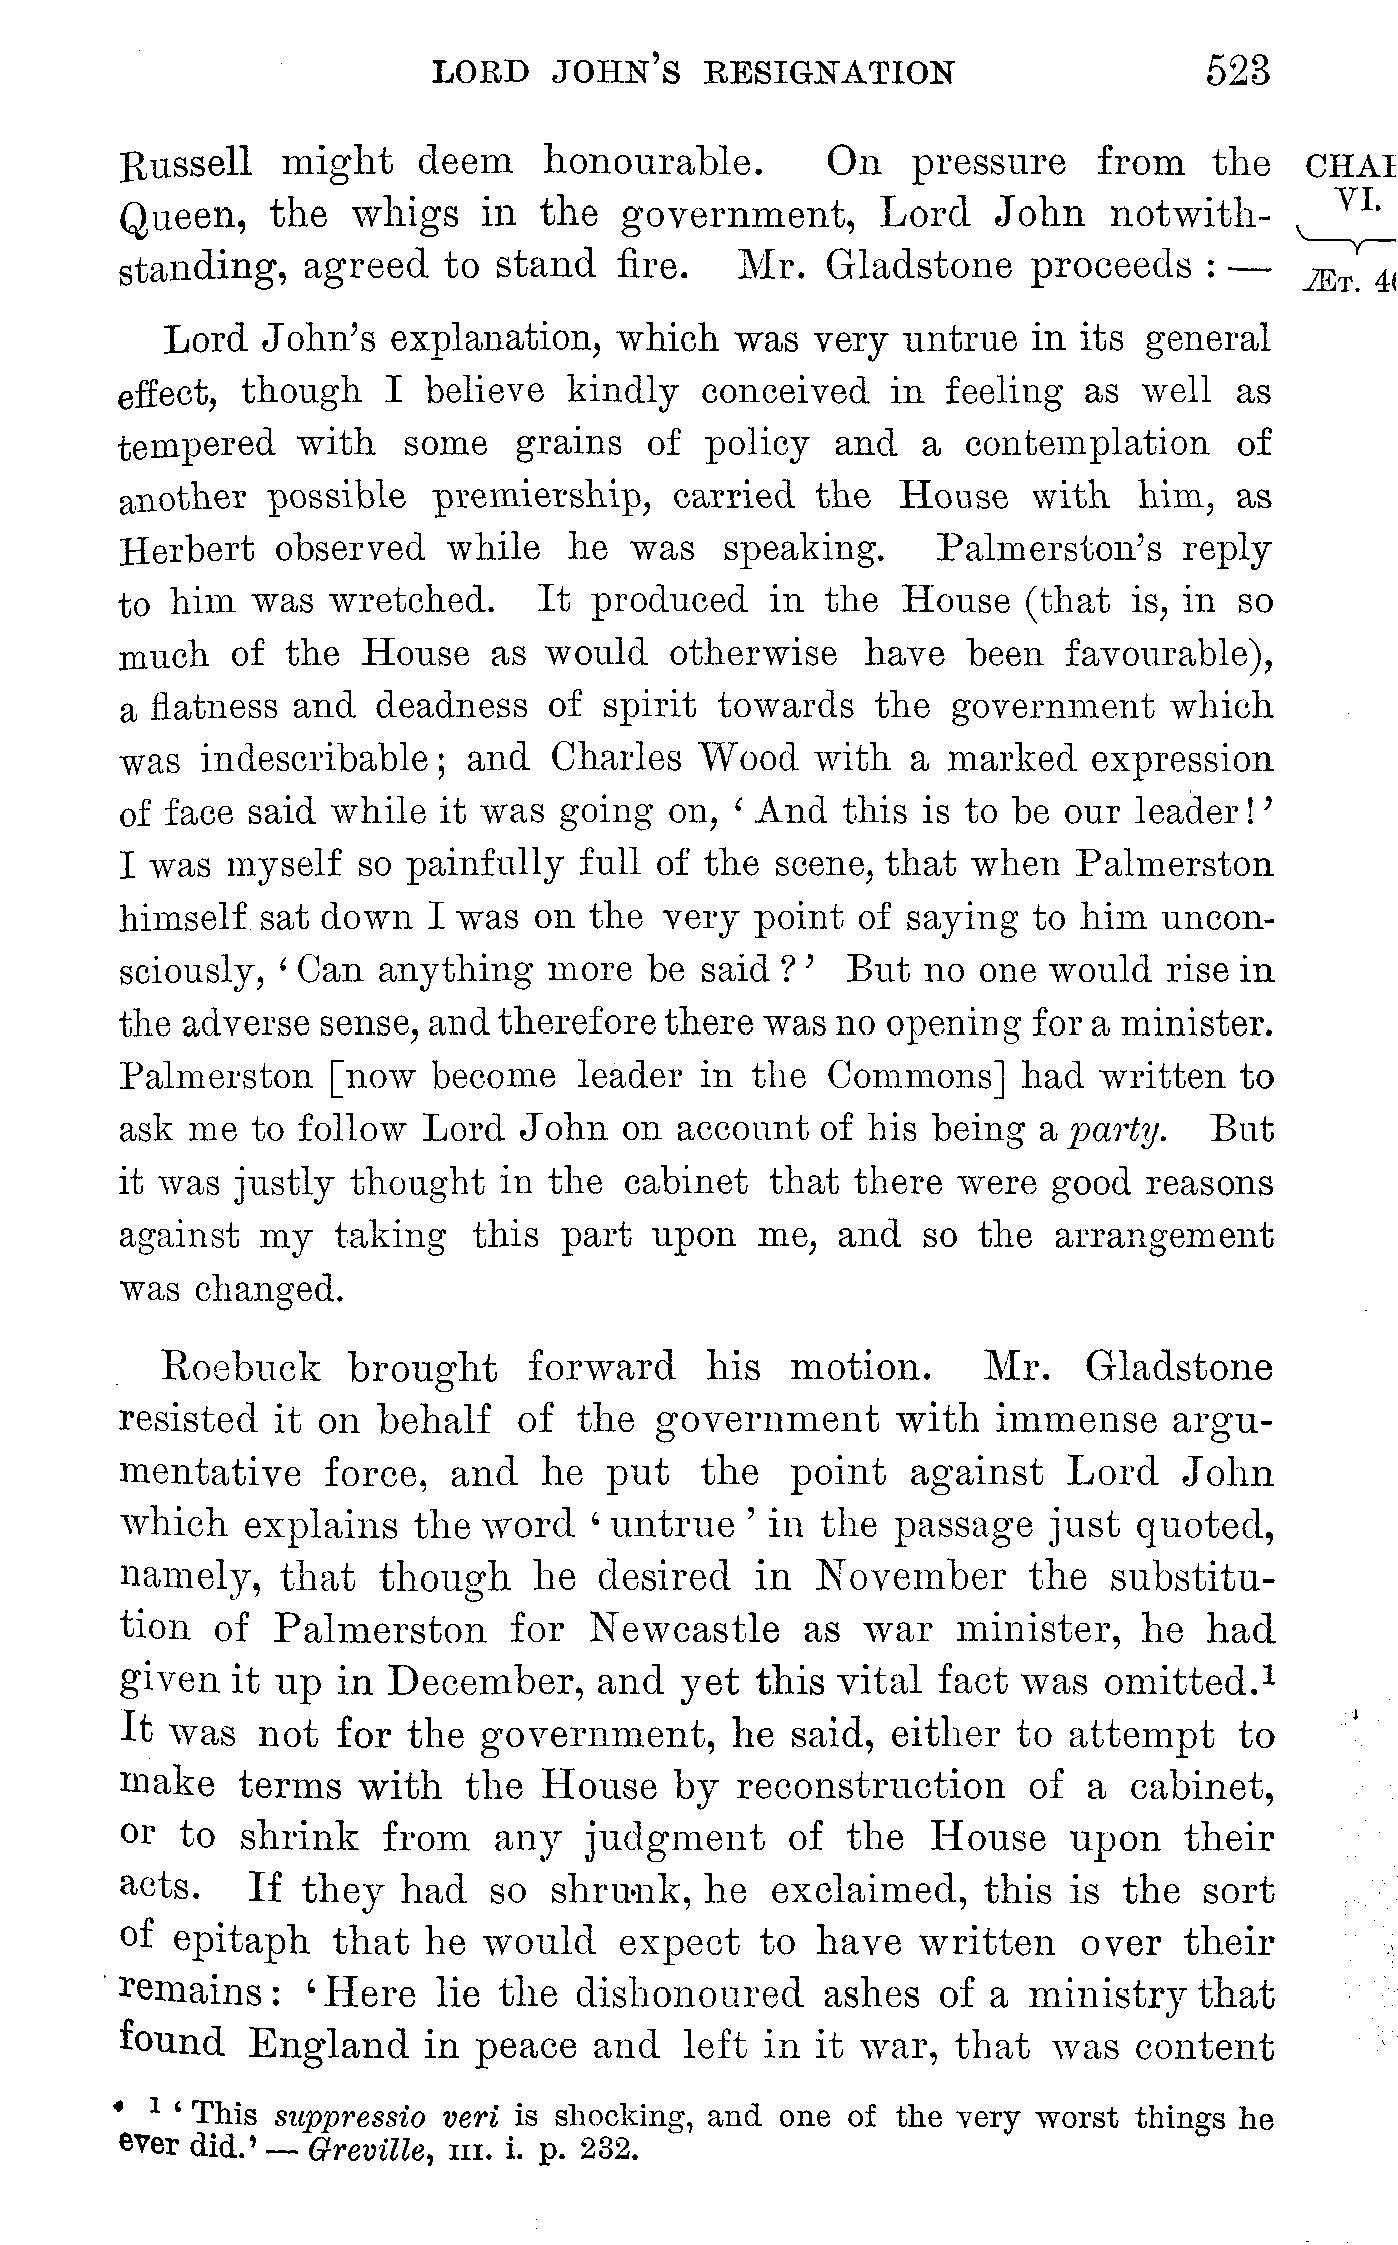 LORD JOHN'S RESIGNATION 523
Russell might deem honourable. On pressure from the
Queen, the whigs in the government, Lord John notwith-
standing, agreed to stand fire. Mr. Gladstone proceeds : —
VI.
ÆT.
Lord John's explanation, which was very untrue in its general
effect, though I believe kindly conceived in feeling as well as
tempered with some grains of policy and a contemplation of
another possible premiership, carried the House with him, as
Herbert observed while he was speaking. Palmerston's reply
to him was wretched. It produced in the House (that is, in so
much of the House as would otherwise have been favourable),
a flatness and deadness of spirit towards the government which
was indescribable; and Charles Wood with a marked expression
of face said while it was going on, ‘ And this is to be our leader! ’
I was myself so painfully full of the scene, that when Palmerston
himself sat down I was on the very point of saying to him uncon-
sciously, ‘ Can anything more be said ? ’ But no one would rise in
the adverse sense, and therefore there was no opening for a minister.
Palmerston [now become leader in the Commons] had written to
ask me to follow Lord John on account of his being a party. But
it was justly thought in the cabinet that there were good reasons
against my taking this part upon me, and so the arrangement
was changed.
Roebuck brought forward his motion. Mr. Gladstone
resisted it on behalf of the government with immense argu-
mentative force, and he put the point against Lord John
which explains the word ‘ untrue ’ in the passage just quoted,
namely, that though he desired in November the substitu-
tion of Palmerston for Newcastle as war minister, he had
given it up in December, and yet this vital fact was omitted.1
It was not for the government, he said, either to attempt to
make terms with the House by reconstruction of a cabinet,
or to shrink from any judgment of the House upon their
acts. If they had so shrunk, he exclaimed, this is the sort
of epitaph that he would expect to have written over their
remains: ‘ Here lie the dishonoured ashes of a ministry that
found England in peace and left in it war, that was content
1 ‘ This suppressio veri is shocking, and one of the very worst things he
ever did.’ — Greville, III. i. p. 232.